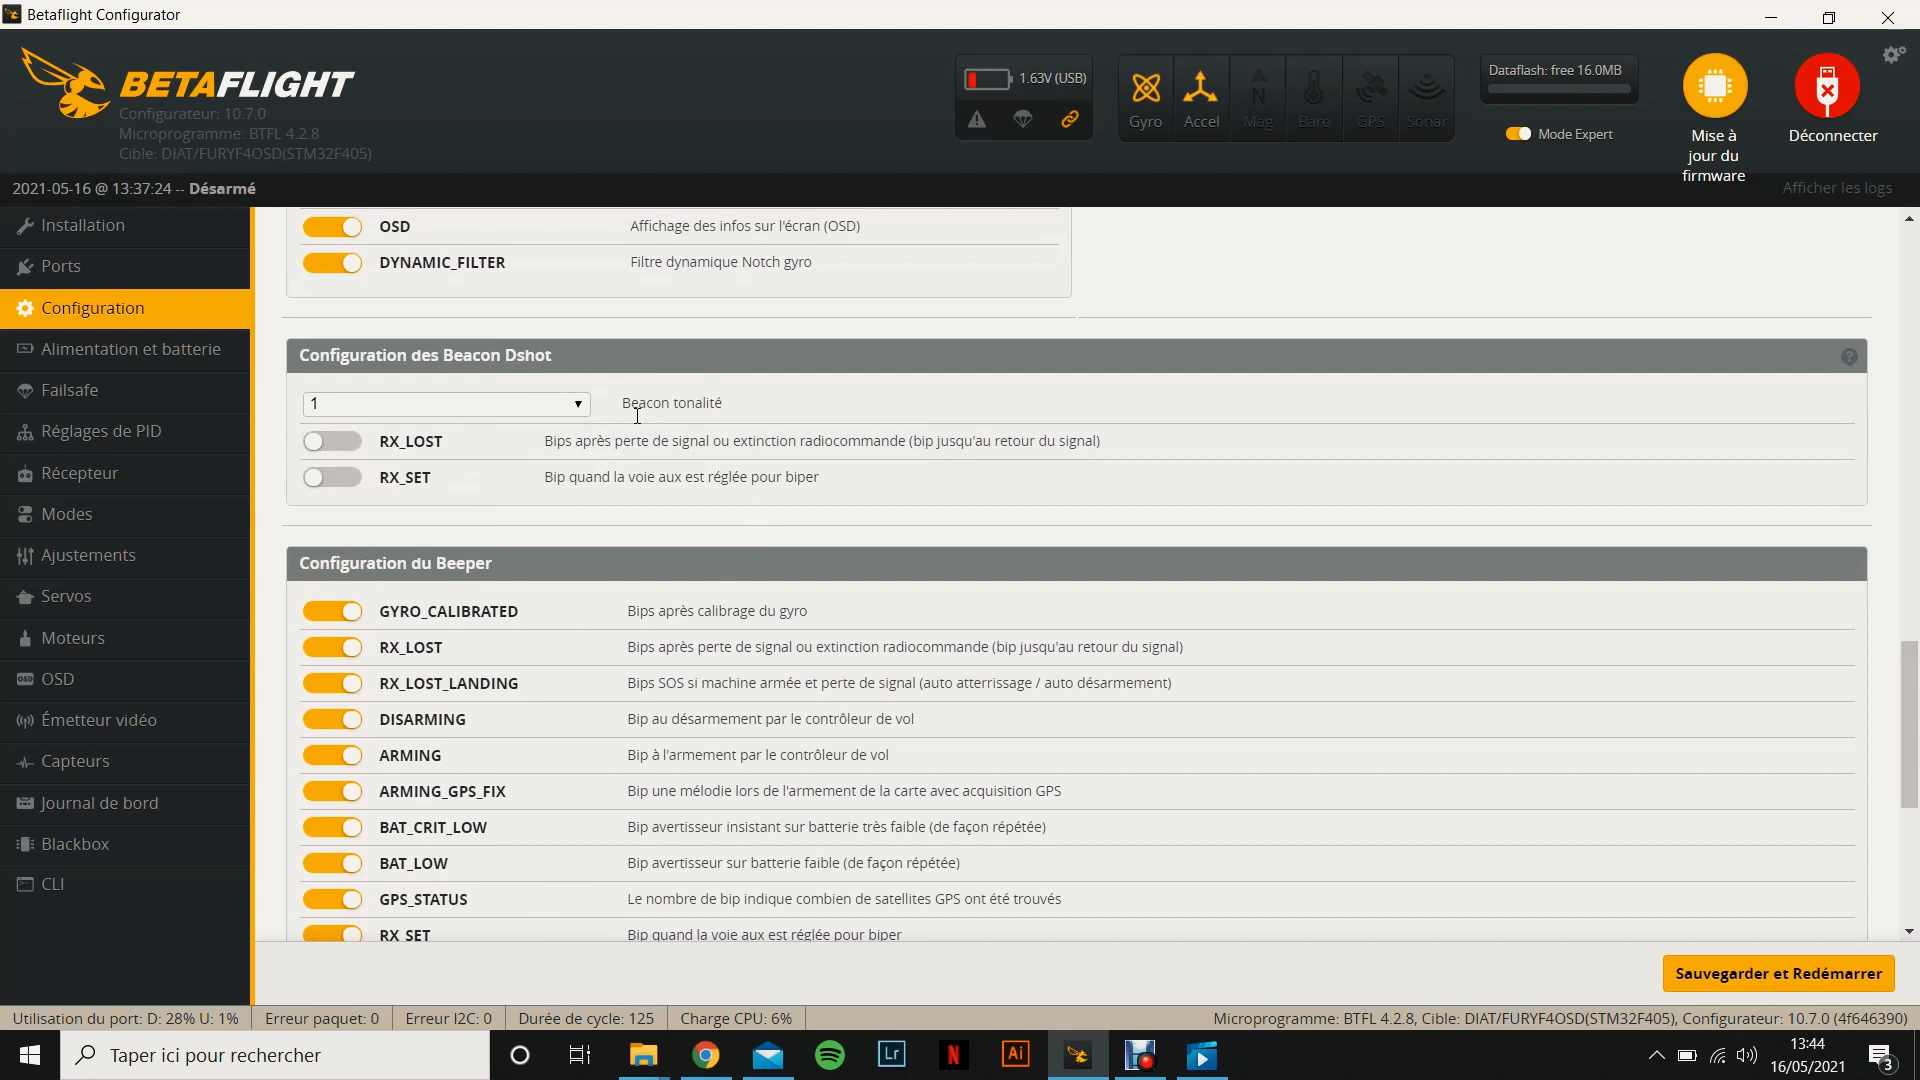 Betaflight Configurator
BETAFLIGHT
Configurateur: 10.7.0
Microprogramme: BTFL 4.2.8
Cible: DIAT/FURYF4OSD(STM32F405)
1.63V (USB)
Gyro
Accel
Mag
Baro
GPS
Sonar
Dataflash: free 16.0MB
Mode Expert
Mise à
jour du
firmware
Déconnecter
2021-05-16 @ 13:37:24 -- Désarmé
Afficher les logs
Installation
Ports
Configuration
Alimentation et batterie
Failsafe
Réglages de PID
Récepteur
Modes
Ajustements
Servos
Moteurs
OSD
Émetteur vidéo
Capteurs
Journal de bord
Blackbox
CLI
OSD Affichage des infos sur l'écran (OSD)
DYNAMIC_FILTER Filtre dynamique Notch gyro
Configuration des Beacon Dshot
1 Beacon tonalité
RX_LOST Bips après perte de signal ou extinction radiocommande (bip jusqu'au retour du signal)
RX_SET Bip quand la voie aux est réglée pour biper
Configuration du Beeper
GYRO_CALIBRATED Bips après calibrage du gyro
RX_LOST Bips après perte de signal ou extinction radiocommande (bip jusqu'au retour du signal)
RX_LOST_LANDING Bips SOS si machine armée et perte de signal (auto atterrissage / auto désarmement)
DISARMING Bip au désarmement par le contrôleur de vol
ARMING Bip à l'armement par le contrôleur de vol
ARMING_GPS_FIX Bip une mélodie lors de l'armement de la carte avec acquisition GPS
BAT_CRIT_LOW Bip avertisseur insistant sur batterie très faible (de façon répétée)
BAT_LOW Bip avertisseur sur batterie faible (de façon répétée)
GPS_STATUS Le nombre de bip indique combien de satellites GPS ont été trouvés
RX_SET Bip quand la voie aux est réglée pour biper
Sauvegarder et Redémarrer
Utilisation du port: D: 28% U: 1% Erreur paquet: 0 Erreur I2C: 0 Durée de cycle: 125 Charge CPU: 6% Microprogramme: BTFL 4.2.8, Cible: DIAT/FURYF4OSD(STM32F405), Configurateur: 10.7.0 (4f646390)
Taper ici pour rechercher
Lr
N
Ai
13:44
16/05/2021
3